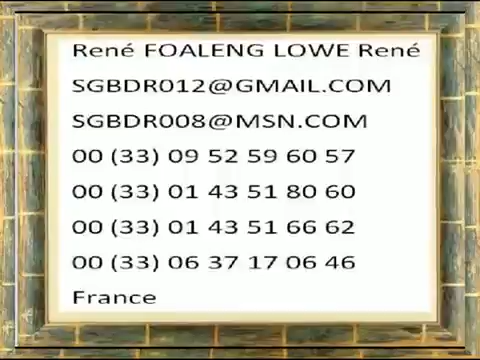 René FOALENG LOWE René
SGBDR012@GMAIL.COM
SGBDR008@MSN.COM
00 (33) 09 52 59 60 57
00 (33) 01 43 51 80 60
00 (33) 01 43 51 66 62
00 (33) 06 37 17 06 46
France